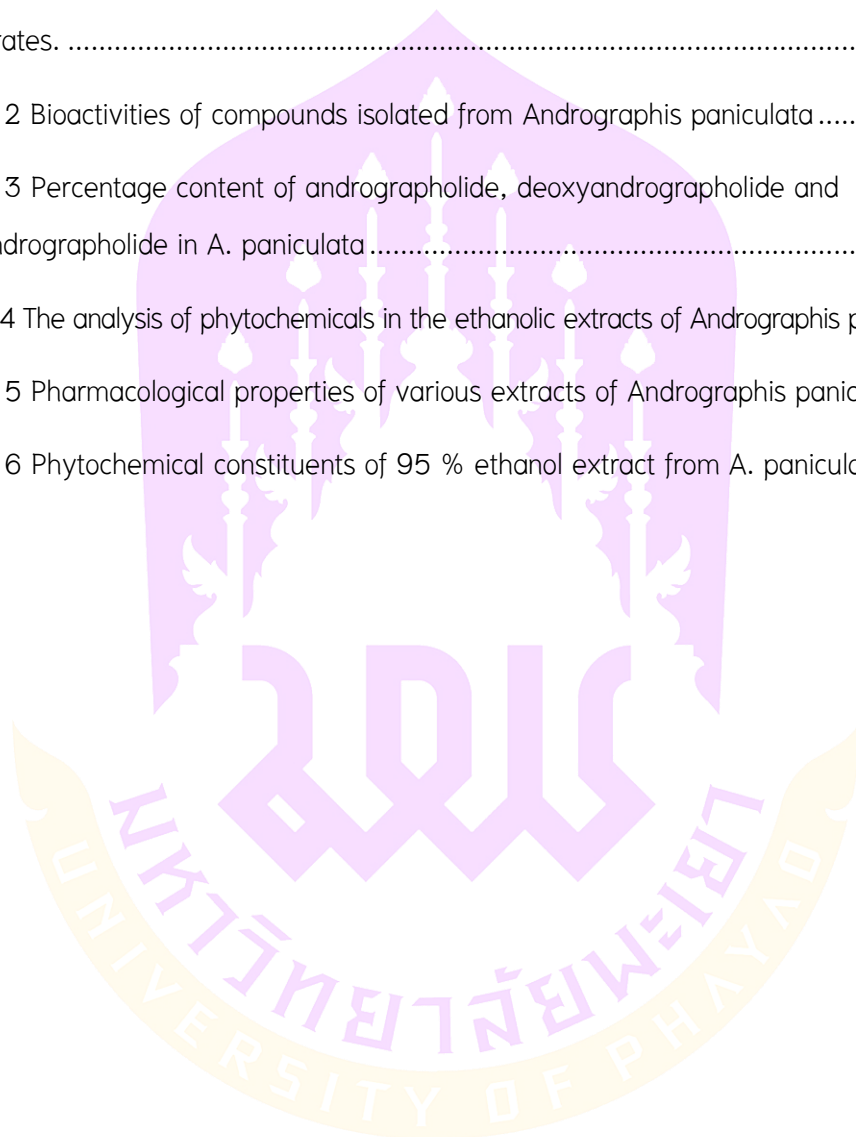 rates. ........................................................................................................
2 Bioactivities of compounds isolated from Andrographis paniculata.....
3 Percentage content of andrographolide, deoxyandrographolide and
ndrographolide in A. paniculata................................................................
4 The analysis of phytochemicals in the ethanolic extracts of Andrographis p
5 Pharmacological properties of various extracts of Andrographis panic
6 Phytochemical constituents of 95 % ethanol extract from A. panicula
มหาวิทยาลัยพะเยา
UNIVERSITY OF PHAYAO